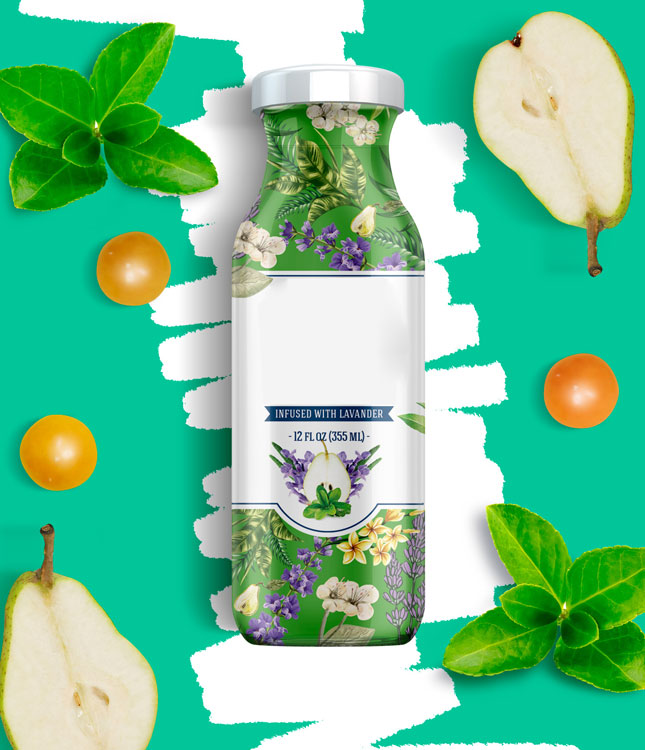 INFUSED WITH LAVANDER
- 12 FL OZ (355 ML) -